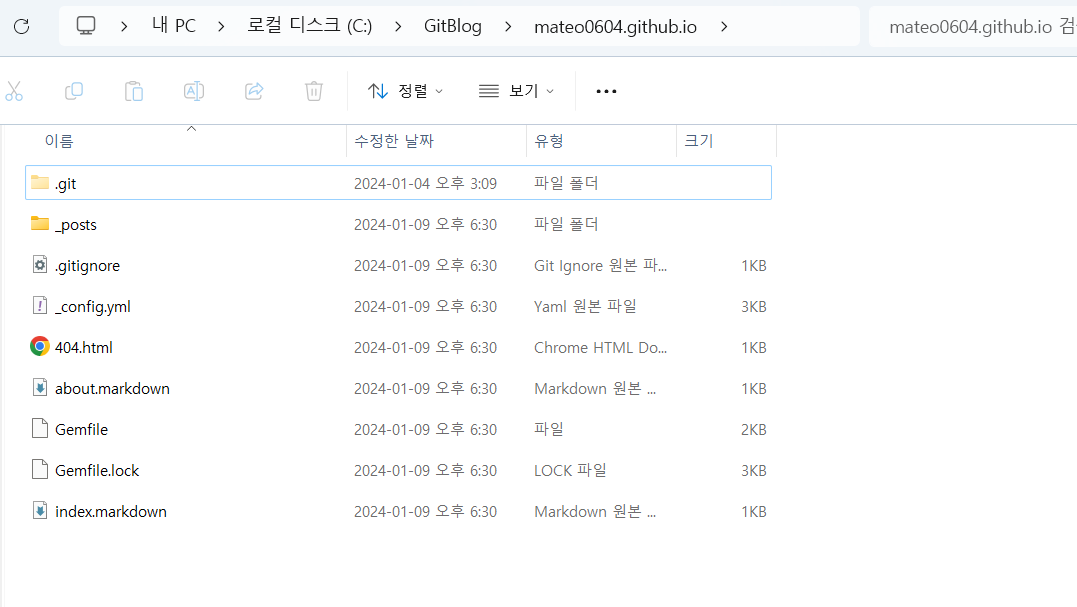 내 PC > 로컬 디스크 (C:) > GitBlog > mateo0604.github.io > mateo0604.github.io 검
정렬 보기 •••
이름 수정한 날짜 유형 크기
.git 2024-01-04 오후 3:09 파일 폴더
_posts 2024-01-09 오후 6:30 파일 폴더
.gitignore 2024-01-09 오후 6:30 Git Ignore 원본 파... 1KB
_config.yml 2024-01-09 오후 6:30 Yaml 원본 파일 3KB
404.html 2024-01-09 오후 6:30 Chrome HTML Do... 1KB
about.markdown 2024-01-09 오후 6:30 Markdown 원본 ... 1KB
Gemfile 2024-01-09 오후 6:30 파일 2KB
Gemfile.lock 2024-01-09 오후 6:30 LOCK 파일 3KB
index.markdown 2024-01-09 오후 6:30 Markdown 원본 ... 1KB